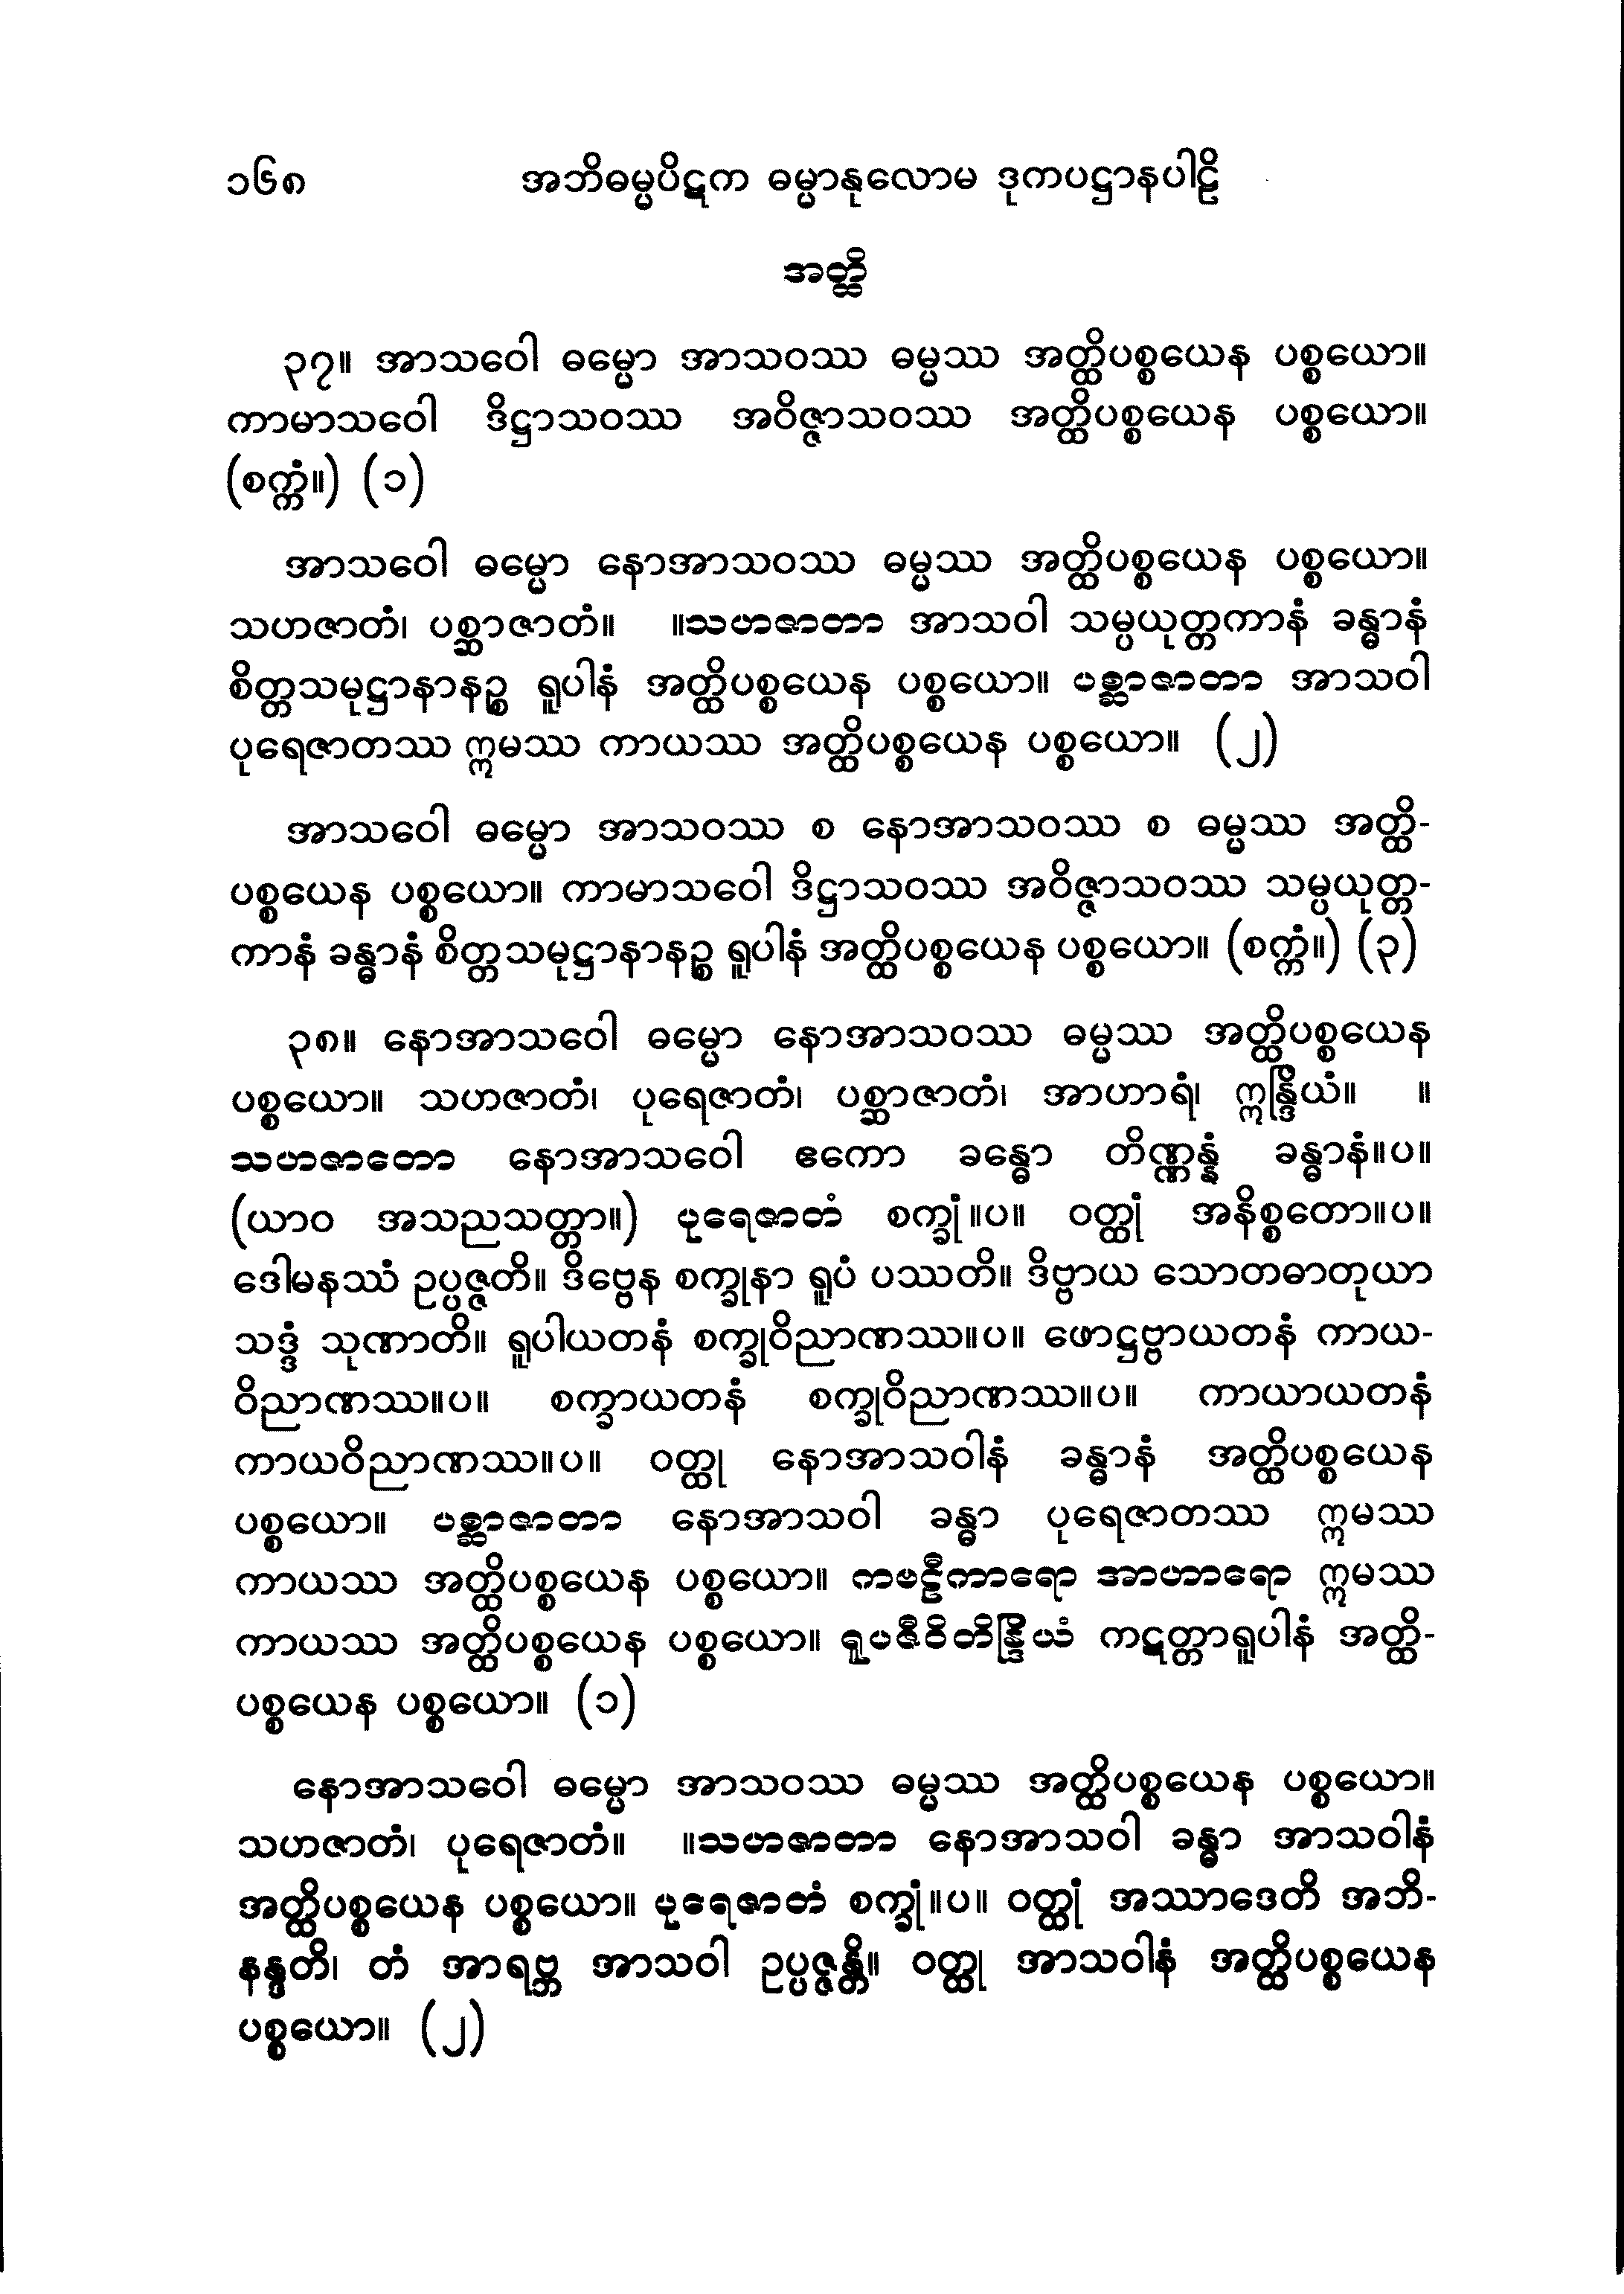 ၁၆၈ အဘိဓမ္မပိဋက ဓမ္မာနုလောမ ဒုကပဋ္ဌာနပါဠိ
အတ္ထိ
၃၇။ အာသဝေါ ဓမ္မော အာသဝဿ ဓမ္မဿ အတ္ထိပစ္စယေန ပစ္စယော။
ကာမာသဝေါ ဒိဋ္ဌာသဝဿ အဝိဇ္ဇာသဝဿ အတ္ထိပစ္စယေန ပစ္စယော။
(စက္ကံ။) (၁)
အာသဝေါ ဓမ္မော နောအာသဝဿ ဓမ္မဿ အတ္ထိပစ္စယေန ပစ္စယော။
သဟဇာတံ၊ ပစ္ဆာဇာတံ။ ။သဟဇာတာ အာသဝါ သမ္ပယုတ္တကာနံ ခန္ဓာနံ
စိတ္တသမုဋ္ဌာနာနဉ္စ ရူပါနံ အတ္ထိပစ္စယေန ပစ္စယော။ ပစ္ဆာဇာတာ အာသဝါ
ပုရေဇာတဿ ဣမဿ ကာယဿ အတ္ထိပစ္စယေန ပစ္စယော။ (၂)
အာသဝေါ ဓမ္မော အာသဝဿ စ နောအာသဝဿ စ ဓမ္မဿ အတ္ထိ-
ပစ္စယေန ပစ္စယော။ ကာမာသဝေါ ဒိဋ္ဌာသဝဿ အဝိဇ္ဇာသဝဿ သမ္ပယုတ္တ-
ကာနံ ခန္ဓာနံ စိတ္တသမုဋ္ဌာနာနဉ္စ ရူပါနံ အတ္ထိပစ္စယေန ပစ္စယော။ (စက္ကံ။) (၃)
၃၈။ နောအာသဝေါ ဓမ္မော နောအာသဝဿ ဓမ္မဿ အတ္ထိပစ္စယေန
ပစ္စယော။ သဟဇာတံ၊ ပုရေဇာတံ၊ ပစ္ဆာဇာတံ၊ အာဟာရံ၊ ဣန္ဒြိယံ။ ။
သဟဇာတော နောအာသဝေါ ဧကော ခန္ဓော တိဏ္ဏန္နံ ခန္ဓာနံ။ပ။
(ယာဝ အသညသတ္တာ။) ပုရေဇာတံ စက္ခုံ။ပ။ ဝတ္ထုံ အနိစ္စတော။ပ။
ဒေါမနဿံ ဥပ္ပဇ္ဇတိ။ ဒိဗ္ဗေန စက္ခုနာ ရူပံ ပဿတိ။ ဒိဗ္ဗာယ သောတဓာတုယာ
သဒ္ဒံ သုဏာတိ။ ရူပါယတနံ စက္ခုဝိညာဏဿ။ပ။ ဖောဋ္ဌဗ္ဗာယတနံ ကာယ-
ဝိညာဏဿ။ပ။ စက္ခာယတနံ စက္ခုဝိညာဏဿ။ပ။ ကာယာယတနံ
ကာယဝိညာဏဿ။ပ။ ဝတ္ထု နောအာသဝါနံ ခန္ဓာနံ အတ္ထိပစ္စယေန
ပစ္စယော။ ပစ္ဆာဇာတာ နောအာသဝါ ခန္ဓာ ပုရေဇာတဿ ဣမဿ
ကာယဿ အတ္ထိပစ္စယေန ပစ္စယော။ ကဗဠီကာရော အာဟာရော ဣမဿ
ကာယဿ အတ္ထိပစ္စယေန ပစ္စယော။ ရူပဇီဝိတိန္ဒြိယံ ကဋတ္တာရူပါနံ အတ္ထိ-
ပစ္စယေန ပစ္စယော။ (၁)
နောအာသဝေါ ဓမ္မော အာသဝဿ ဓမ္မဿ အတ္ထိပစ္စယေန ပစ္စယော။
သဟဇာတံ၊ ပုရေဇာတံ။ ။သဟဇာတာ နောအာသဝါ ခန္ဓာ အာသဝါနံ
အတ္ထိပစ္စယေန ပစ္စယော။ ပုရေဇာတံ စက္ခုံ။ပ။ ဝတ္ထုံ အဿာဒေတိ အဘိ-
နန္ဒတိ၊ တံ အာရဗ္ဘ အာသဝါ ဥပ္ပဇ္ဇန္တိ။ ဝတ္ထု အာသဝါနံ အတ္ထိပစ္စယေန
ပစ္စယော။ (၂)